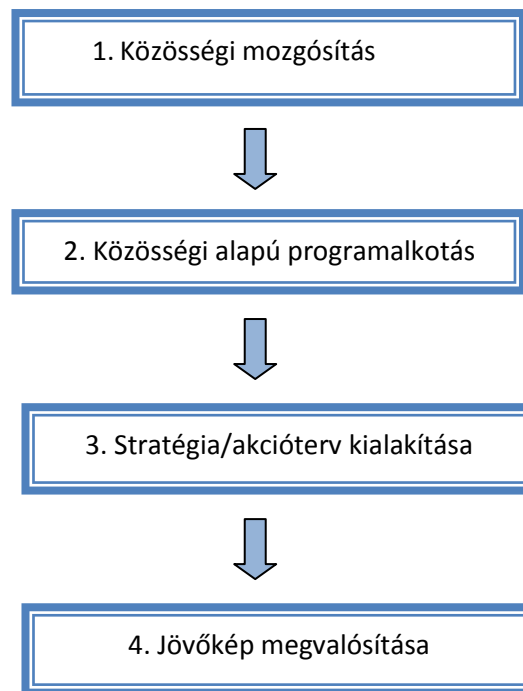 1. Közösségi mozgósítás
2. Közösségi alapú programalkotás
3. Stratégia/akcióterv kialakítása
4. Jövőkép megvalósítása